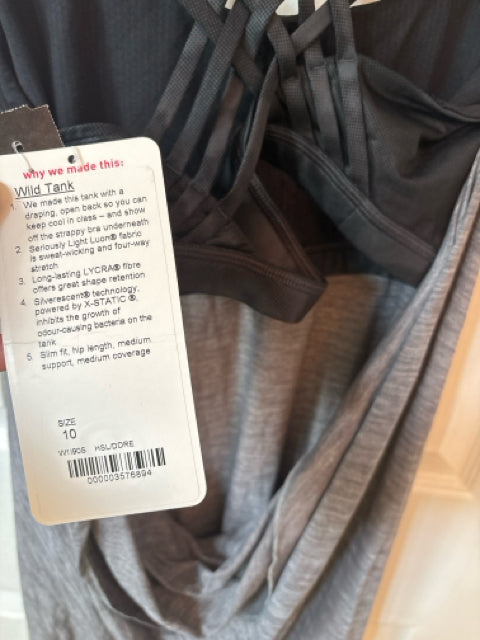 why we made this:
Wild Tank
1. We made this tank with a
draping, open back so you can
keep cool in class – and show
off the strappy bra underneath
2. Seriously Light Luon® fabric
is sweat-wicking and four-way
stretch
3. Long-lasting LYCRA® fibre
offers great shape retention
4. Silverescent® technology,
powered by X-STATIC ®,
inhibits the growth of
odour-causing bacteria on the
tank
5. Slim fit, hip length, medium
support, medium coverage
SIZE
10
W1I90S HSLI/DDRE
000003576894